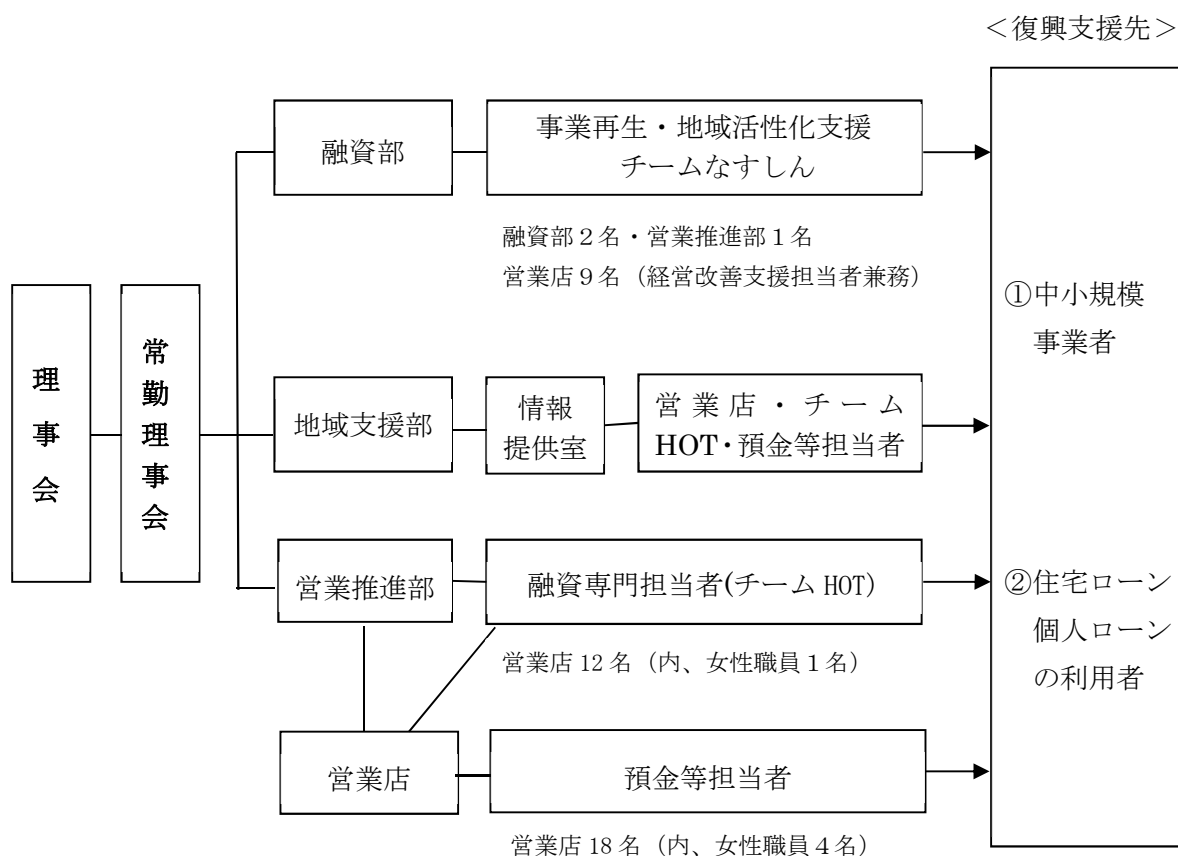 ＜復興支援先＞
融資部
事業再生・地域活性化支援
チームなすしん
融資部２名・営業推進部１名
営業店９名（経営改善支援担当者兼務）
理事会
常勤理事会
地域支援部
情報
提供室
営業店・チーム
HOT・預金等担当者
営業推進部
融資専門担当者(チーム HOT)
営業店 12 名（内、女性職員１名）
営業店
預金等担当者
営業店 18 名（内、女性職員４名）
①中小規模
事業者
②住宅ローン
個人ローン
の利用者